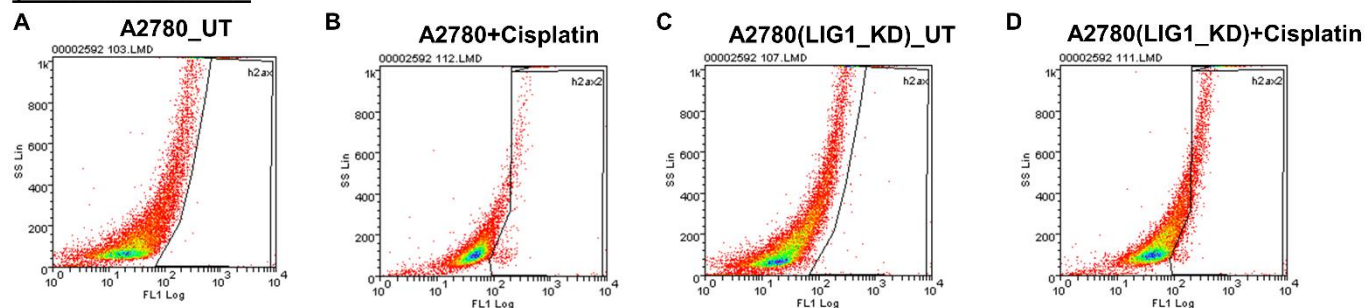 A
A2780_UT
00002592 103.LMD
h2ax
1k
800
600
400
200
0
SS Lin
10^0
10^1
10^2
10^3
10^4
FL1 Log
B
A2780+Cisplatin
00002592 112.LMD
h2ax2
1k
800
600
400
200
0
SS Lin
10^0
10^1
10^2
10^3
10^4
FL1 Log
C
A2780(LIG1_KD)_UT
00002592 107.LMD
h2ax
1k
800
600
400
200
0
SS Lin
10^0
10^1
10^2
10^3
10^4
FL1 Log
D
A2780(LIG1_KD)+Cisplatin
00002592 111.LMD
h2ax2
1k
800
600
400
200
0
SS Lin
10^0
10^1
10^2
10^3
10^4
FL1 Log